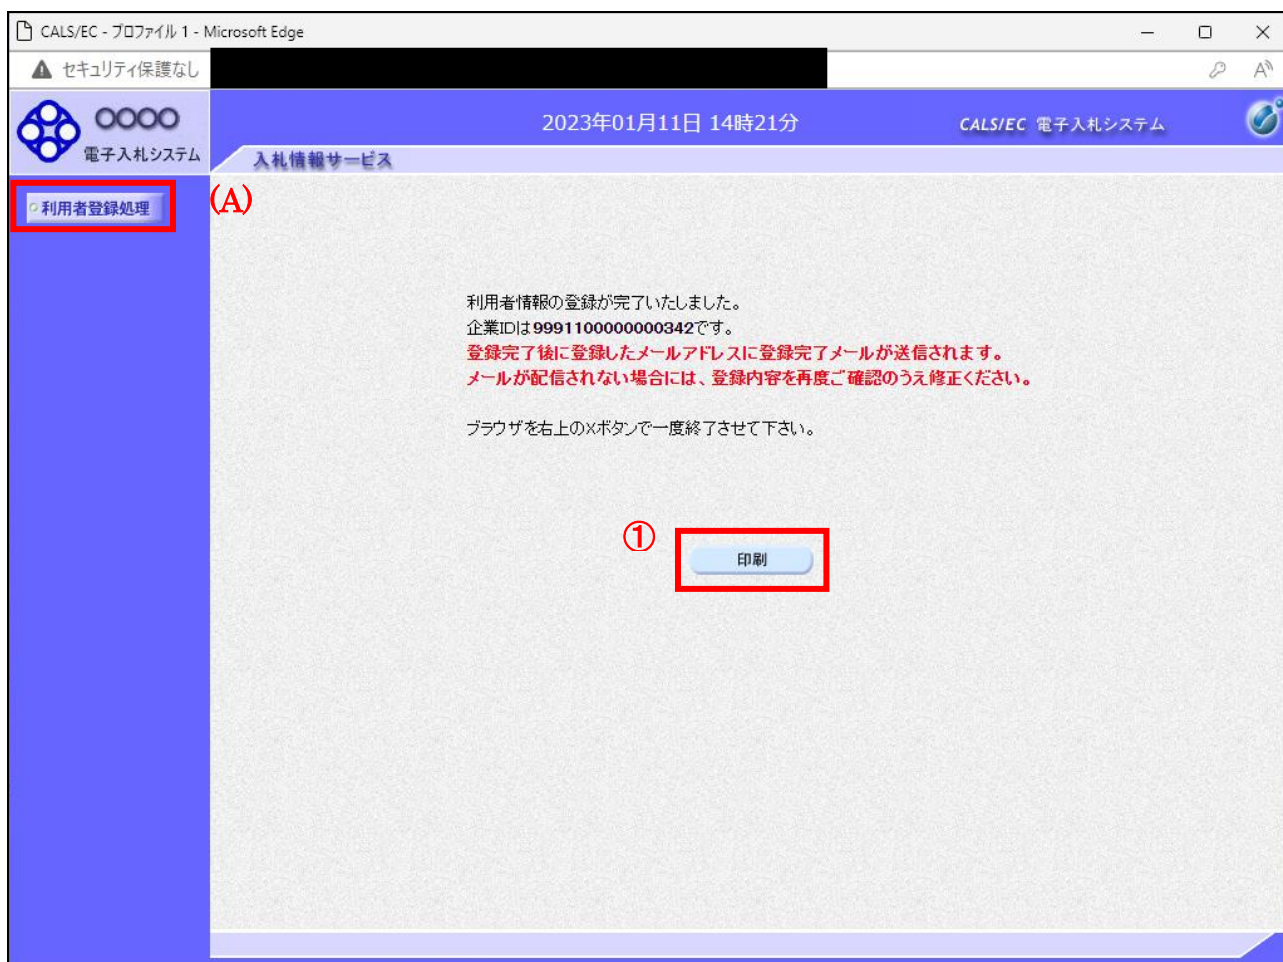 CALS/EC - プロファイル 1 - Microsoft Edge
セキュリティ保護なし
○○○○
電子入札システム
2023年01月11日 14時21分
CALS/EC 電子入札システム
入札情報サービス
利用者登録処理
(A)
利用者情報の登録が完了いたしました。
企業IDは9991100000000342です。
登録完了後に登録したメールアドレスに登録完了メールが送信されます。
メールが配信されない場合には、登録内容を再度ご確認のうえ修正ください。
ブラウザを右上の×ボタンで一度終了させて下さい。
①
印刷